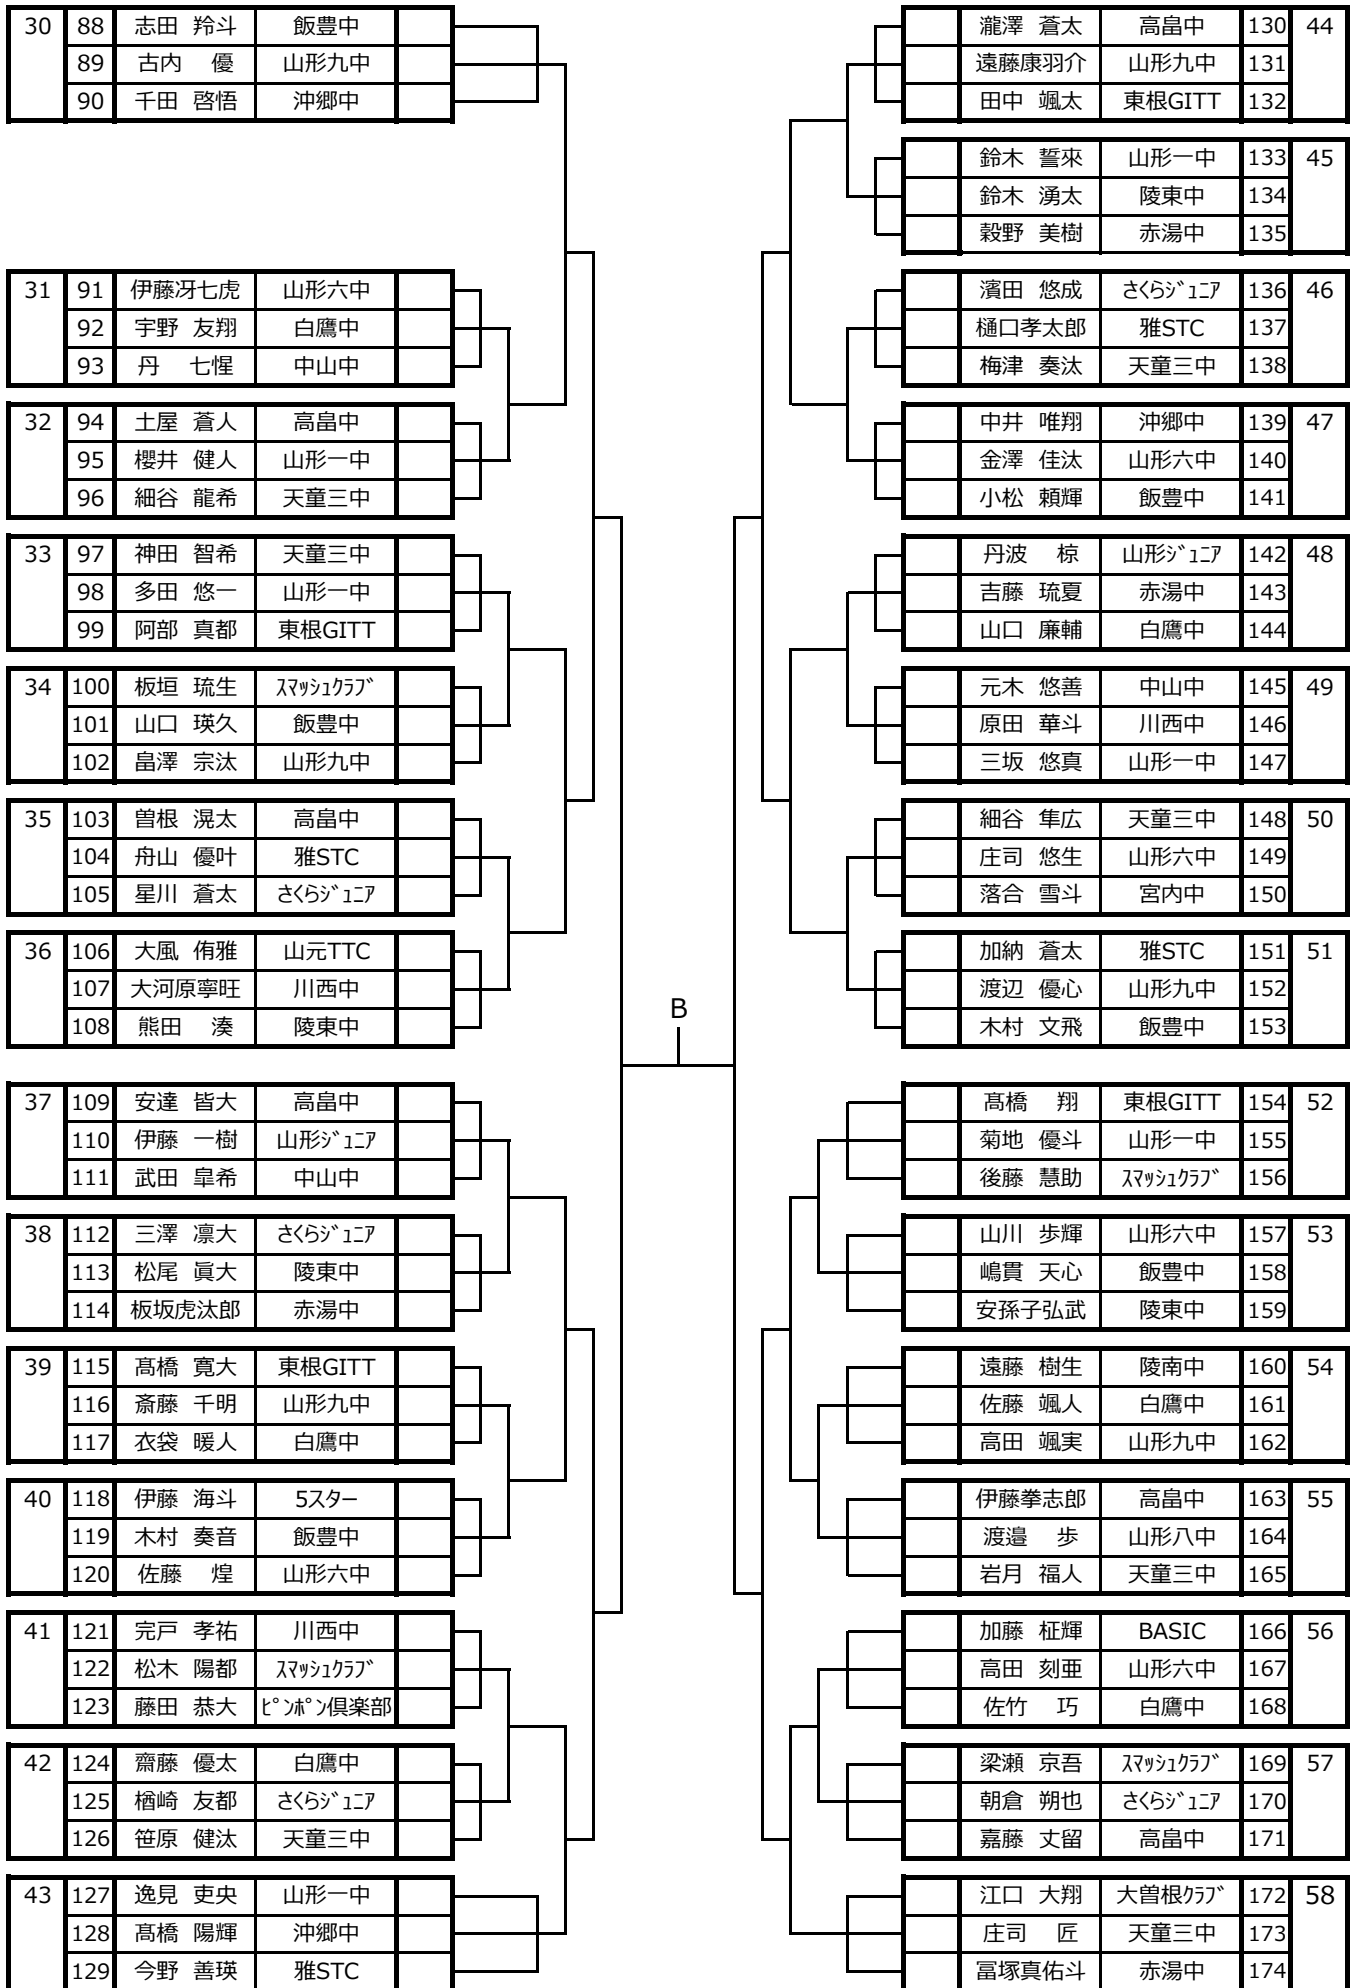 30 88 志田 羚斗 飯豊中
89 古内 優 山形九中
90 千田 啓悟 沖郷中
31 91 伊藤冴七虎 山形六中
92 宇野 友翔 白鷹中
93 丹 七惺 中山中
32 94 土屋 蒼人 高畠中
95 櫻井 健人 山形一中
96 細谷 龍希 天童三中
33 97 神田 智希 天童三中
98 多田 悠一 山形一中
99 阿部 真都 東根GITT
34 100 板垣 琉生 ｽﾏｯｼｭｸﾗﾌﾞ
101 山口 瑛久 飯豊中
102 畠澤 宗汰 山形九中
35 103 曽根 滉太 高畠中
104 舟山 優叶 雅STC
105 星川 蒼太 さくらｼﾞｭﾆｱ
36 106 大風 侑雅 山元TTC
107 大河原寧旺 川西中
108 熊田 湊 陵東中
37 109 安達 皆大 高畠中
110 伊藤 一樹 山形ｼﾞｭﾆｱ
111 武田 皐希 中山中
38 112 三澤 凛大 さくらｼﾞｭﾆｱ
113 松尾 眞大 陵東中
114 板坂虎汰郎 赤湯中
39 115 髙橋 寛大 東根GITT
116 斎藤 千明 山形九中
117 衣袋 暖人 白鷹中
40 118 伊藤 海斗 5スター
119 木村 奏音 飯豊中
120 佐藤 煌 山形六中
41 121 完戸 孝祐 川西中
122 松木 陽都 ｽﾏｯｼｭｸﾗﾌﾞ
123 藤田 恭大 ﾋﾟﾝﾎﾟﾝ倶楽部
42 124 齋藤 優太 白鷹中
125 楢崎 友都 さくらｼﾞｭﾆｱ
126 笹原 健汰 天童三中
43 127 逸見 吏央 山形一中
128 髙橋 陽輝 沖郷中
129 今野 善瑛 雅STC
B
瀧澤 蒼太 高畠中 130 44
遠藤康羽介 山形九中 131
田中 颯太 東根GITT 132
鈴木 誓來 山形一中 133 45
鈴木 湧太 陵東中 134
穀野 美樹 赤湯中 135
濱田 悠成 さくらｼﾞｭﾆｱ 136 46
樋口孝太郎 雅STC 137
梅津 奏汰 天童三中 138
中井 唯翔 沖郷中 139 47
金澤 佳汰 山形六中 140
小松 頼輝 飯豊中 141
丹波 椋 山形ｼﾞｭﾆｱ 142 48
吉藤 琉夏 赤湯中 143
山口 廉輔 白鷹中 144
元木 悠善 中山中 145 49
原田 華斗 川西中 146
三坂 悠真 山形一中 147
細谷 隼広 天童三中 148 50
庄司 悠生 山形六中 149
落合 雪斗 宮内中 150
加納 蒼太 雅STC 151 51
渡辺 優心 山形九中 152
木村 文飛 飯豊中 153
髙橋 翔 東根GITT 154 52
菊地 優斗 山形一中 155
後藤 慧助 ｽﾏｯｼｭｸﾗﾌﾞ 156
山川 歩輝 山形六中 157 53
嶋貫 天心 飯豊中 158
安孫子弘武 陵東中 159
遠藤 樹生 陵南中 160 54
佐藤 颯人 白鷹中 161
高田 颯実 山形九中 162
伊藤拳志郎 高畠中 163 55
渡邉 歩 山形八中 164
岩月 福人 天童三中 165
加藤 柾輝 BASIC 166 56
高田 刻亜 山形六中 167
佐竹 巧 白鷹中 168
梁瀬 京吾 ｽﾏｯｼｭｸﾗﾌﾞ 169 57
朝倉 朔也 さくらｼﾞｭﾆｱ 170
嘉藤 丈留 高畠中 171
江口 大翔 大曽根ｸﾗﾌﾞ 172 58
庄司 匠 天童三中 173
冨塚真佑斗 赤湯中 174